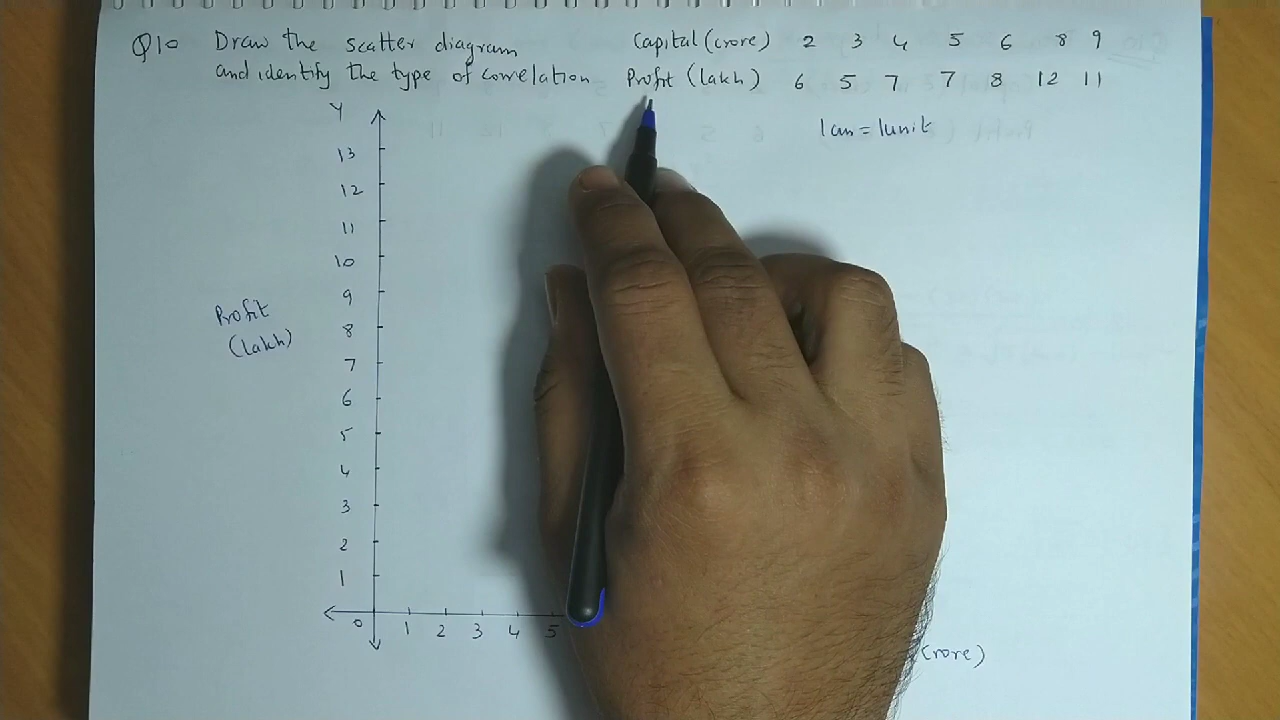 Q10 Draw the scatter diagram Capital (crore) 2 3 4 5 6 8 9
and identify the type of correlation Profit (lakh) 6 5 7 7 8 12 11
1cm = 1unit
Y
13
12
11
10
9
8
7
6
5
4
3
2
1
Profit
(lakh)
0 1 2 3 4 5
crore)